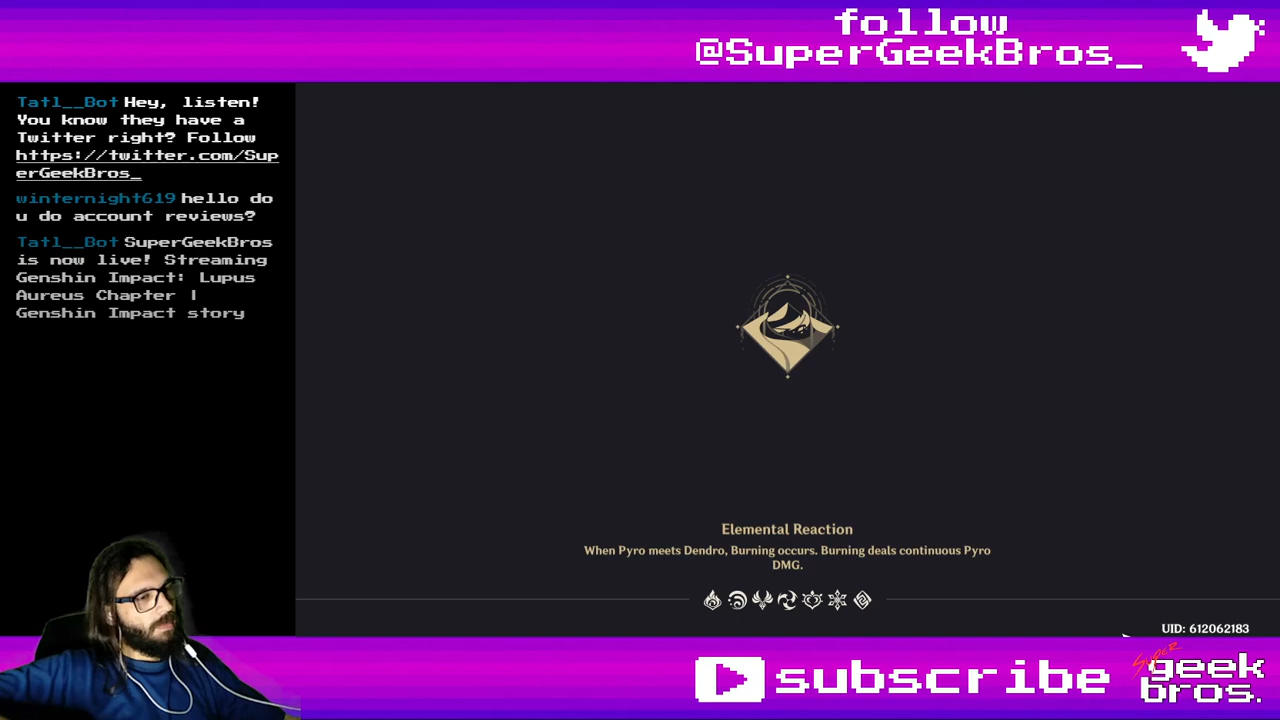 follow
@SuperGeekBros_
Tatl__Bot Hey, listen!
You know they have a
Twitter right? Follow
https://twitter.com/Sup
erGeekBros_
winternight619 hello do
u do account reviews?
Tatl__Bot SuperGeekBros
is now live! Streaming
Genshin Impact: Lupus
Aureus Chapter |
Genshin Impact story
Elemental Reaction
When Pyro meets Dendro, Burning occurs. Burning deals continuous Pyro
DMG.
UID: 612062183
subscribe
SUPER
geek
bros.